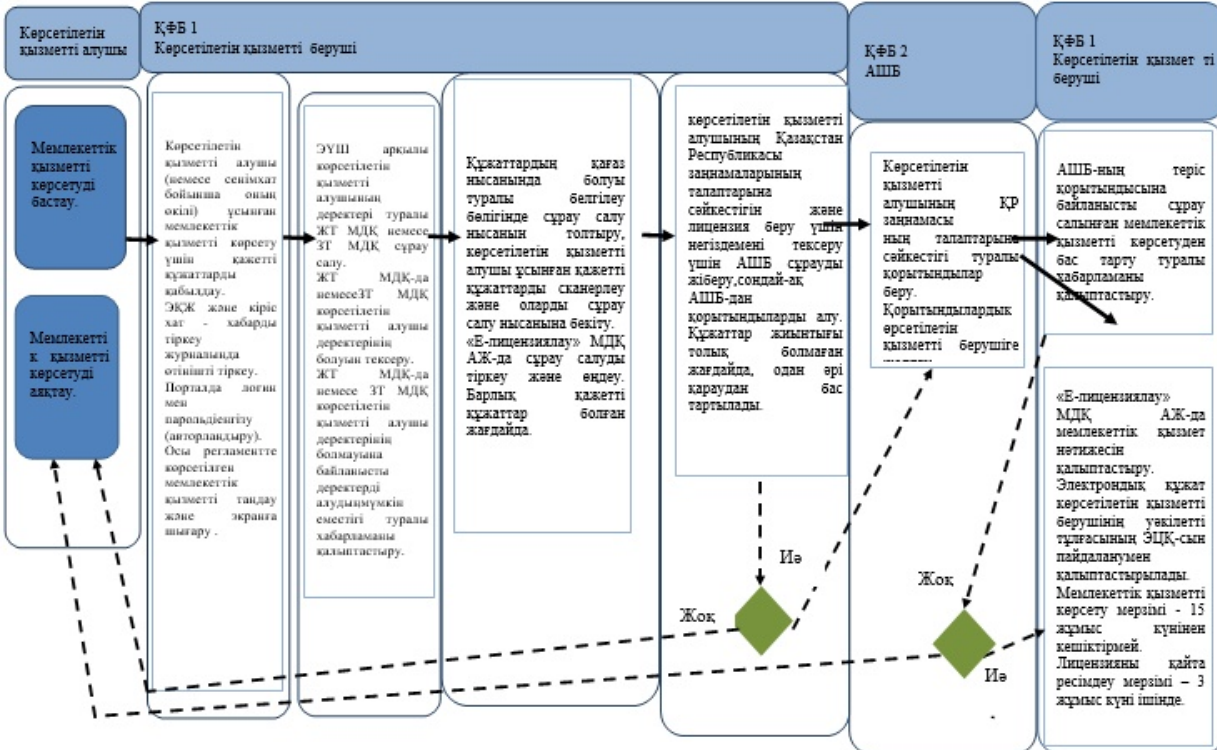 Көрсетілетін
қызметті алушы
ҚФБ 1
Көрсетілетін қызметті беруші
ҚФБ 2
АШБ
ҚФБ 1
Көрсетілетін қызмет ті
беруші
Мемлекеттік
қызметті
көрсетуді
бастау.
Мемлекетті
к қызметті
көрсетуді
аяқтау.
Көрсетілетін
қызметті алушы
(немесе сенімхат
бойынша оның
өкілі) ұсынған
мемлекеттік
қызметті көрсету
үшін қажетті
құжаттарды
қабылдау.
ЭҚЖ және кіріс
хат - хабарды
тіркеу
журналында
өтінішті тіркеу.
Порталда логин
мен
парольдіенгізу
(авторландыру).
Осы регламентте
көрсетілген
мемлекеттік
қызметті таңдау
және экранға
шығару .
ЭҮШ арқылы
көрсетілетін
қызметті
алушының
деректері туралы
ЖТ МДҚ немесе
ЗТ МДҚ сұрау
салу.
ЖТ МДҚ-да
немесеЗТ МДҚ
көрсетілетін
қызметті алушы
деректерінің
болуын тексеру.
ЖТ МДҚ-да
немесе ЗТ МДҚ
көрсетілетін
қызметті алушы
деректерінің
болмауына
байланысты
деректерді
алудыңмүмкін
еместігі туралы
хабарламаны
қалыптастыру.
Құжаттардың қағаз
нысанында болуы
туралы белгілеу
бөлігінде сұрау салу
нысанын толтыру,
көрсетілетін қызметті
алушы ұсынған қажетті
құжаттарды сканерлеу
және оларды сұрау
салу нысанына бекіту.
«Е-лицензиялау» МДҚ
АЖ-да сұрау салуды
тіркеу және өңдеу.
Барлық қажетті
құжаттар болған
жағдайда.
көрсетілетін қызметті
алушының Қазақстан
Республикасы
заңнамаларының
талаптарына
сәйкестігін және
лицензия беру үшін
негіздемені тексеру
үшін АШБ сұрауды
жіберу,сондай-ақ
АШБ-дан
қорытындыларды алу.
Құжаттар жиынтығы
толық болмаған
жағдайда, одан әрі
қараудан бас
тартылады.
Көрсетілетін
қызметті
алушының ҚР
заңнамасы
ның талаптарына
сәйкестігі туралы
қорытындылар
беру.
Қорытындылардык
өрсетілетін
қызметті берушіге
АШБ-ның теріс
қорытындысына
байланысты сұрау
салынған мемлекеттік
қызметті көрсетуден
бас тарту туралы
хабарламаны
қалыптастыру.
«Е-лицензиялау»
МДҚ АЖ-да
мемлекеттік қызмет
нәтижесін
қалыптастыру.
Электрондық құжат
көрсетілетін қызметті
берушінің уәкілетті
тұлғасының ЭЦҚ-сын
пайдаланумен
қалыптастырылады.
Мемлекеттік қызметті
көрсету мерзімі - 15
жұмыс күнінен
кешіктірмей.
Лицензияны қайта
ресімдеу мерзімі – 3
жұмыс күні ішінде.
Иә
Жоқ
Жоқ
Иә